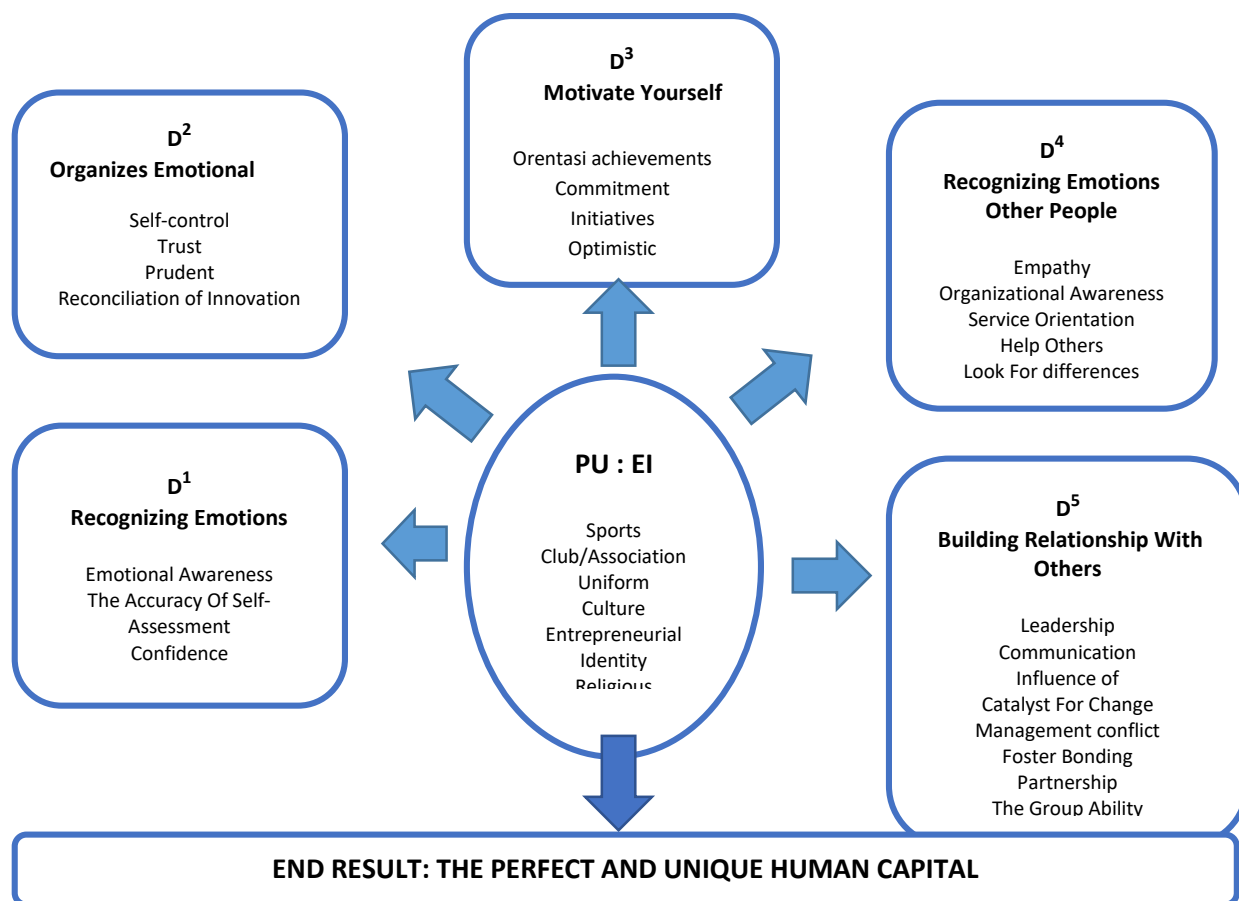 D³
Motivate Yourself
Orentasi achievements
Commitment
Initiatives
Optimistic
D²
Organizes Emotional
Self-control
Trust
Prudent
Reconciliation of Innovation
D⁴
Recognizing Emotions
Other People
Empathy
Organizational Awareness
Service Orientation
Help Others
Look For differences
D¹
Recognizing Emotions
Emotional Awareness
The Accuracy Of Self-
Assessment
Confidence
PU : EI
Sports
Club/Association
Uniform
Culture
Entrepreneurial
Identity
Religious
D⁵
Building Relationship With
Others
Leadership
Communication
Influence of
Catalyst For Change
Management conflict
Foster Bonding
Partnership
The Group Ability
END RESULT: THE PERFECT AND UNIQUE HUMAN CAPITAL